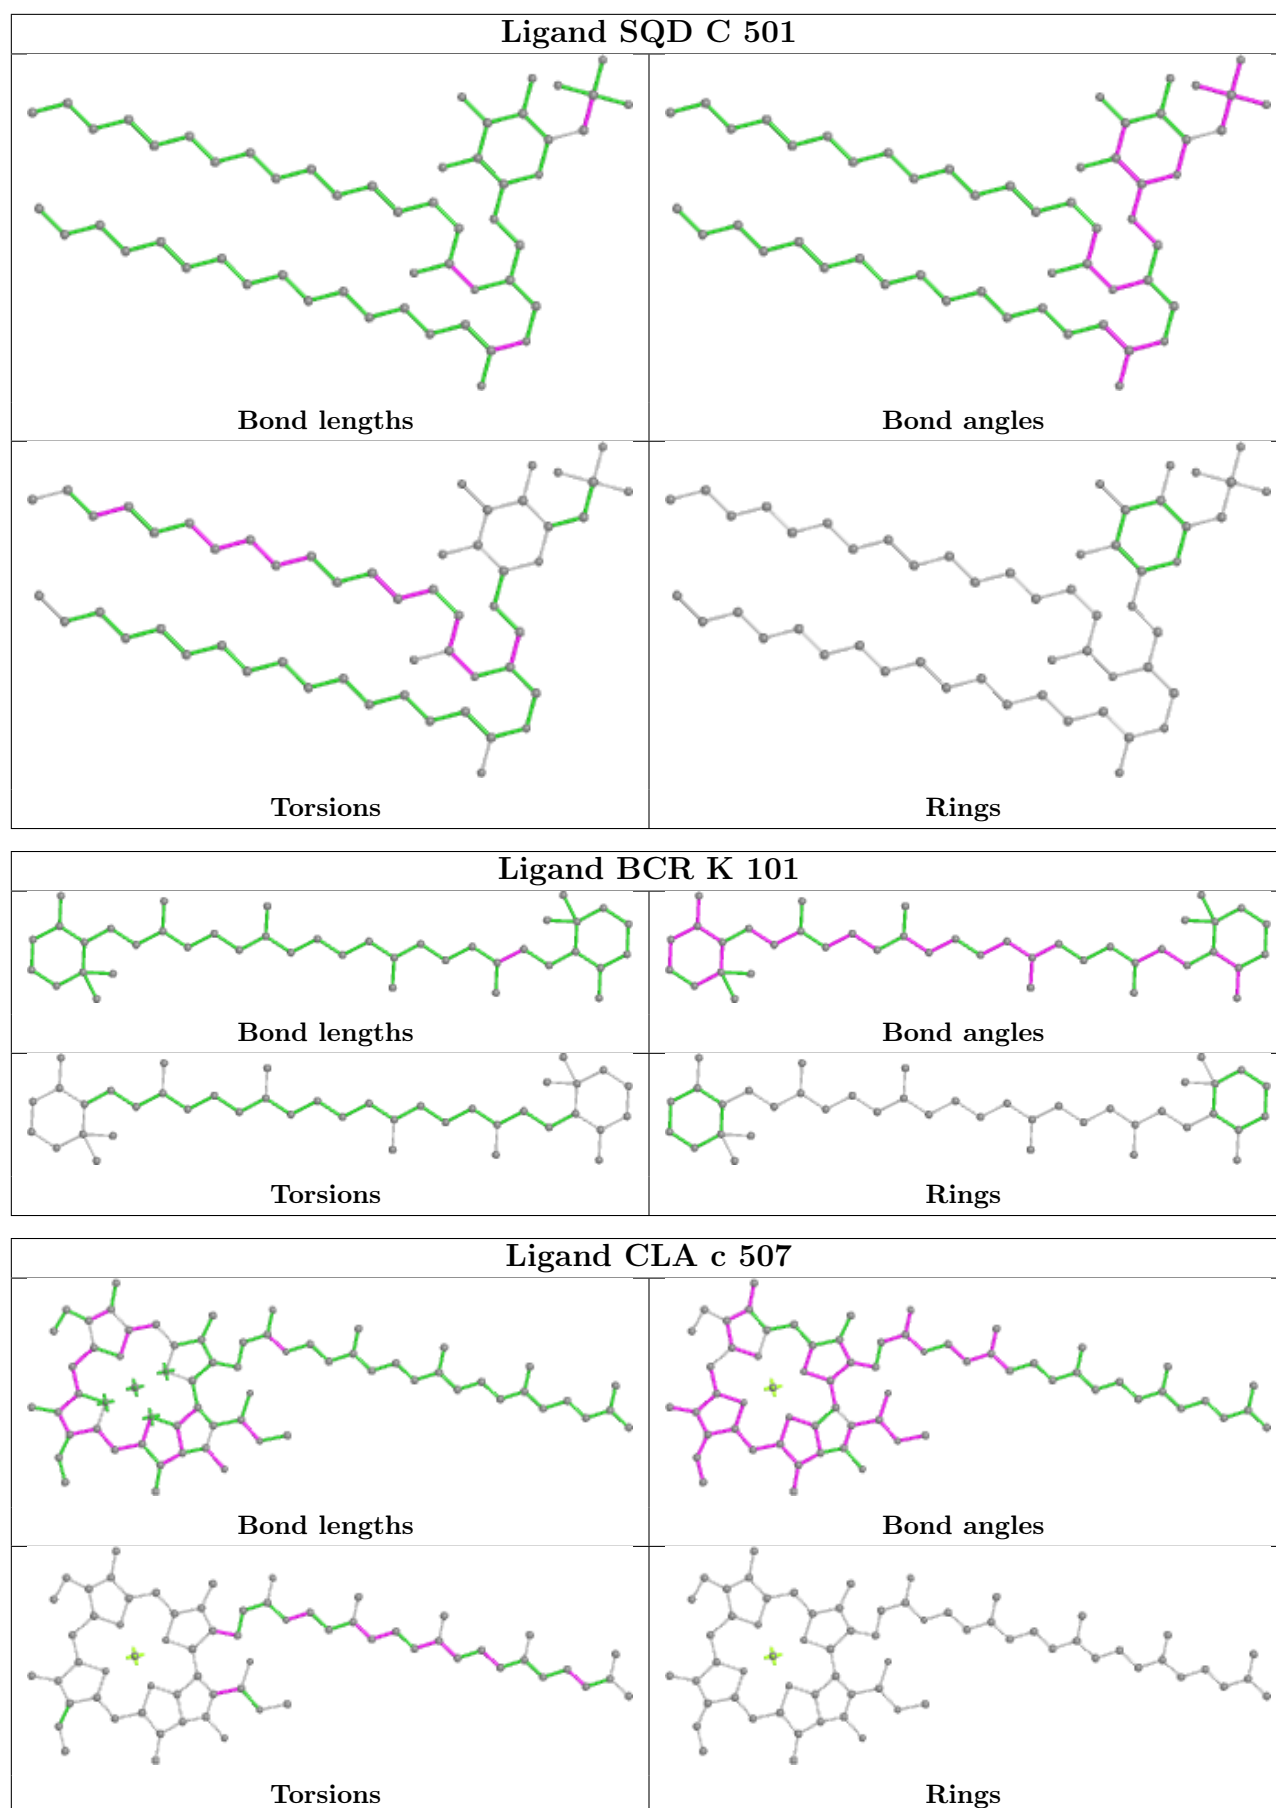 Ligand SQD C 501
Bond lengths
Bond angles
Torsions
Rings
Ligand BCR K 101
Bond lengths
Bond angles
Torsions
Rings
Ligand CLA c 507
Bond lengths
Bond angles
Torsions
Rings